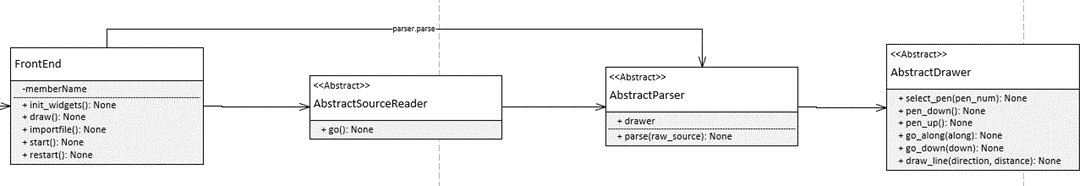 parser.parse
FrontEnd
-memberName
+ init_widgets(): None
+ draw(): None
+ importfile(): None
+ start(): None
+ restart(): None
<<Abstract>>
AbstractSourceReader
+ go(): None
<<Abstract>>
AbstractParser
+ drawer
+ parse(raw_source): None
<<Abstract>>
AbstractDrawer
+ select_pen(pen_num): None
+ pen_down(): None
+ pen_up(): None
+ go_along(along): None
+ go_down(down): None
+ draw_line(direction, distance): None